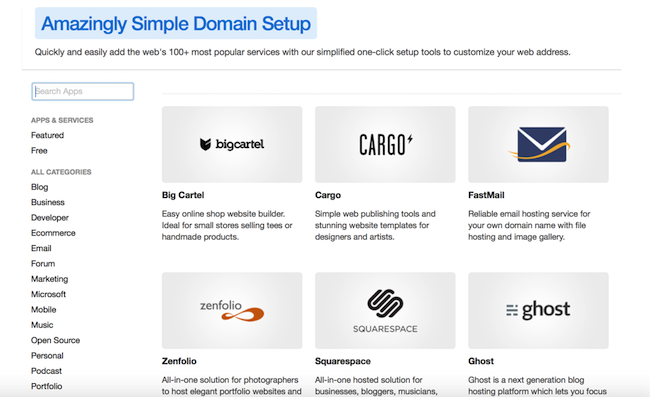 Amazingly Simple Domain Setup
Quickly and easily add the web's 100+ most popular services with our simplified one-click setup tools to customize your web address.
Search Apps
APPS & SERVICES
Featured
Free
ALL CATEGORIES
Blog
Business
Developer
Ecommerce
Email
Forum
Marketing
Microsoft
Mobile
Music
Open Source
Personal
Podcast
Portfolio
bigcartel
Big Cartel
Easy online shop website builder.
Ideal for small stores selling tees or
handmade products.
CARGO
Cargo
Simple web publishing tools and
stunning website templates for
designers and artists.
FastMail
Reliable email hosting service for
your own domain name with file
hosting and image gallery.
zenfolio
Zenfolio
All-in-one solution for photographers
to host elegant portfolio websites and
SQUARESPACE
Squarespace
All-in-one hosted solution for
businesses, bloggers, musicians,
ghost
Ghost
Ghost is a next generation blog
hosting platform which lets you focus